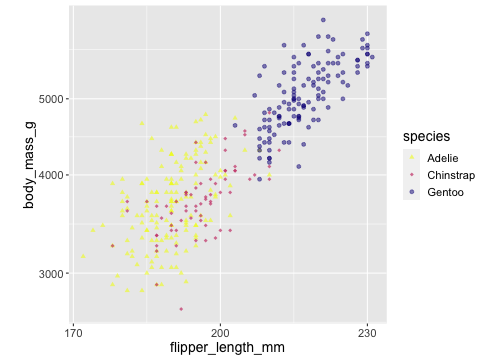 body_mass_g
5000
4000
3000
170
200
230
flipper_length_mm
species
Adelie
Chinstrap
Gentoo